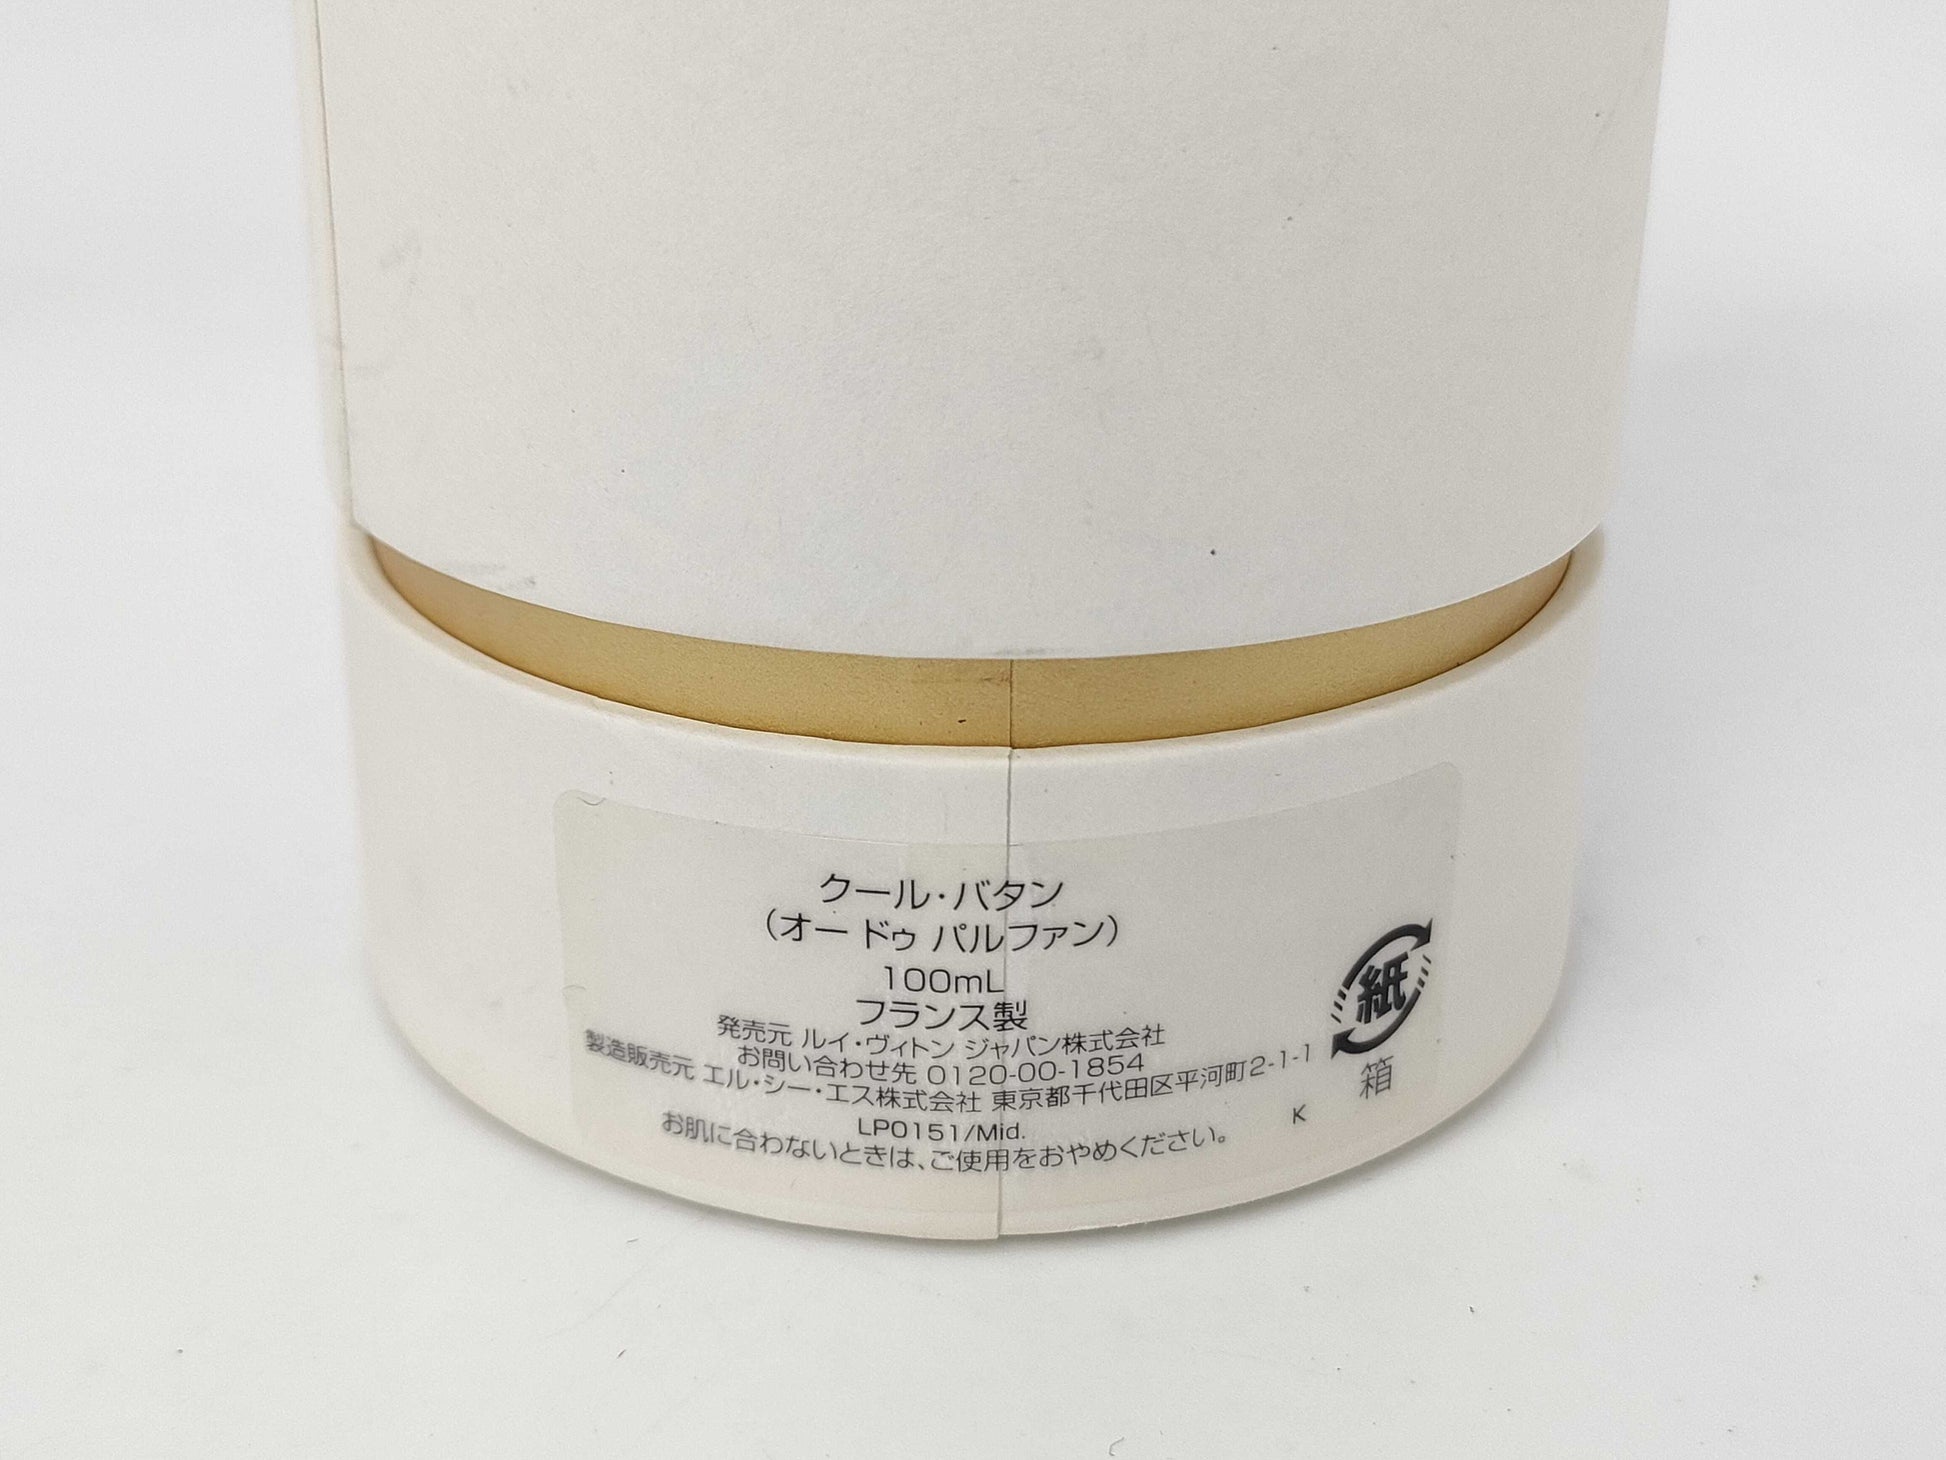 クール・バタン
(オー ドゥ パルファン)
100mL
フランス製
発売元 ルイ・ヴィトン ジャパン株式会社
お問い合わせ先 0120-00-1854
製造販売元 エル・シー・エス株式会社 東京都千代田区平河町2-1-1
LP0151/Mid.
K
お肌に合わないときは、ご使用をおやめください。
紙
箱